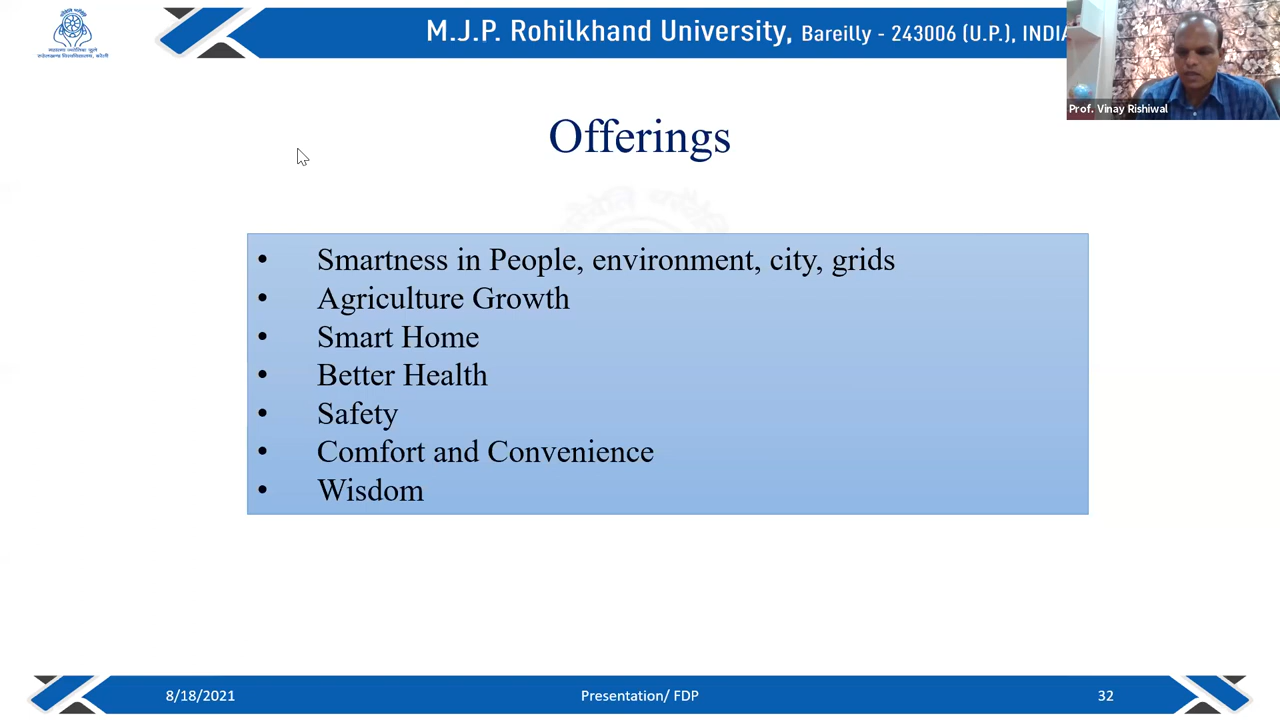 M.J.P. Rohilkhand University, Bareilly - 243006 (U.P.), INDIA
Prof. Vinay Rishiwal
Offerings
• Smartness in People, environment, city, grids
• Agriculture Growth
• Smart Home
• Better Health
• Safety
• Comfort and Convenience
• Wisdom
8/18/2021
Presentation/ FDP
32